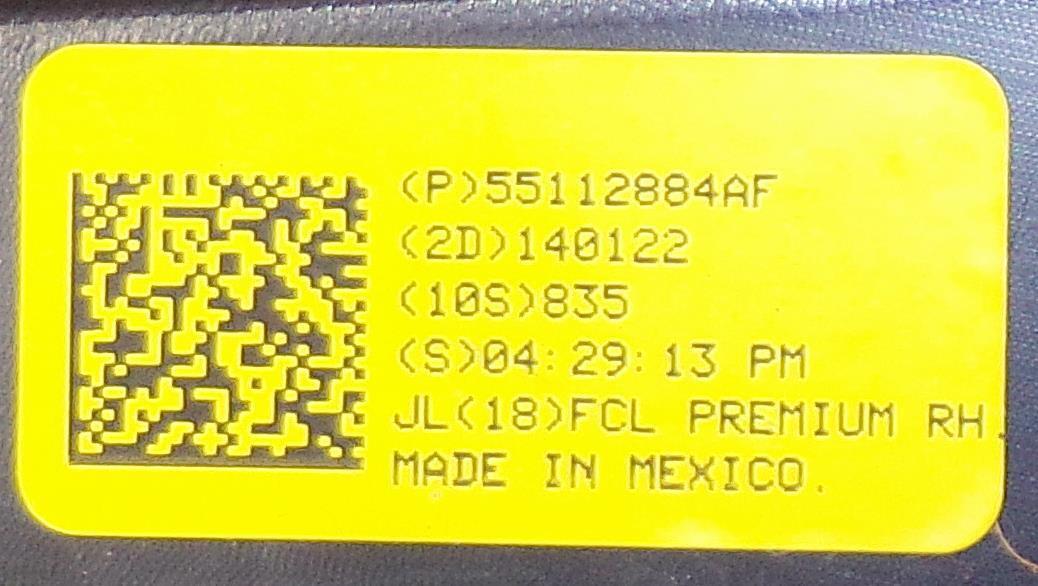 (P)55112884AF
(2D)140122
(10S)835
(S)04:29:13 PM
JL(18)FCL PREMIUM RH.
MADE IN MEXICO.